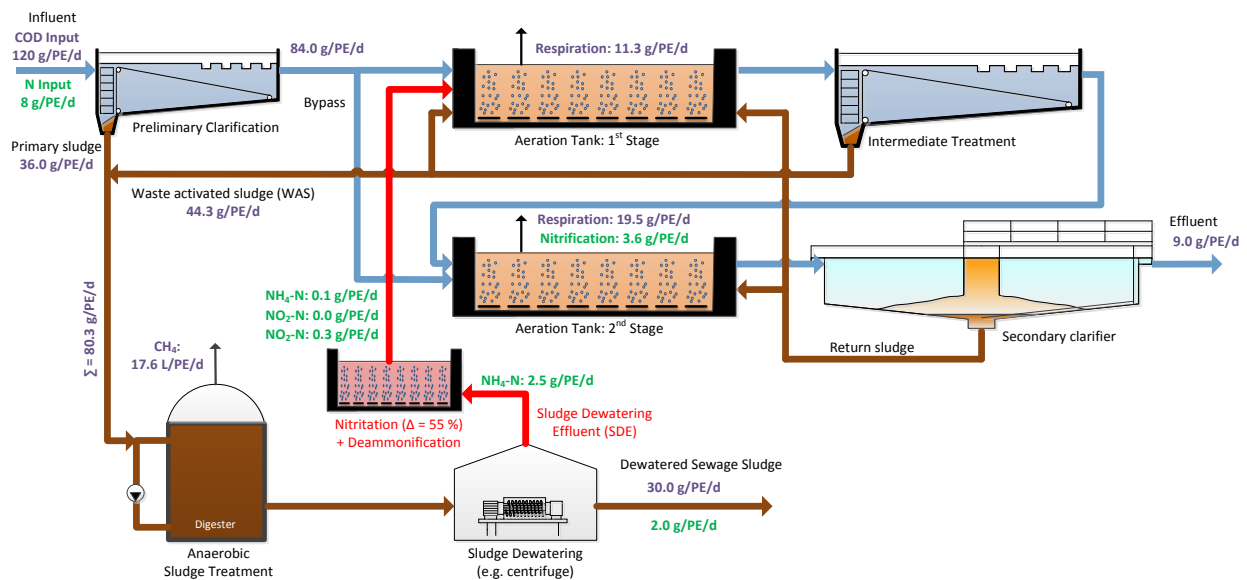 Influent
COD Input
120 g/PE/d
N Input
8 g/PE/d
84.0 g/PE/d
Bypass
Preliminary Clarification
Respiration: 11.3 g/PE/d
Aeration Tank: 1st Stage
Intermediate Treatment
Primary sludge
36.0 g/PE/d
Waste activated sludge (WAS)
44.3 g/PE/d
Respiration: 19.5 g/PE/d
Nitrification: 3.6 g/PE/d
Aeration Tank: 2nd Stage
Effluent
9.0 g/PE/d
Secondary clarifier
Return sludge
NH4-N: 0.1 g/PE/d
NO2-N: 0.0 g/PE/d
NO2-N: 0.3 g/PE/d
∑ = 80.3 g/PE/d
CH4:
17.6 L/PE/d
NH4-N: 2.5 g/PE/d
Nitritation (Δ = 55 %)
+ Deammonification
Sludge Dewatering
Effluent (SDE)
Dewatered Sewage Sludge
30.0 g/PE/d
2.0 g/PE/d
Digester
Anaerobic
Sludge Treatment
Sludge Dewatering
(e.g. centrifuge)